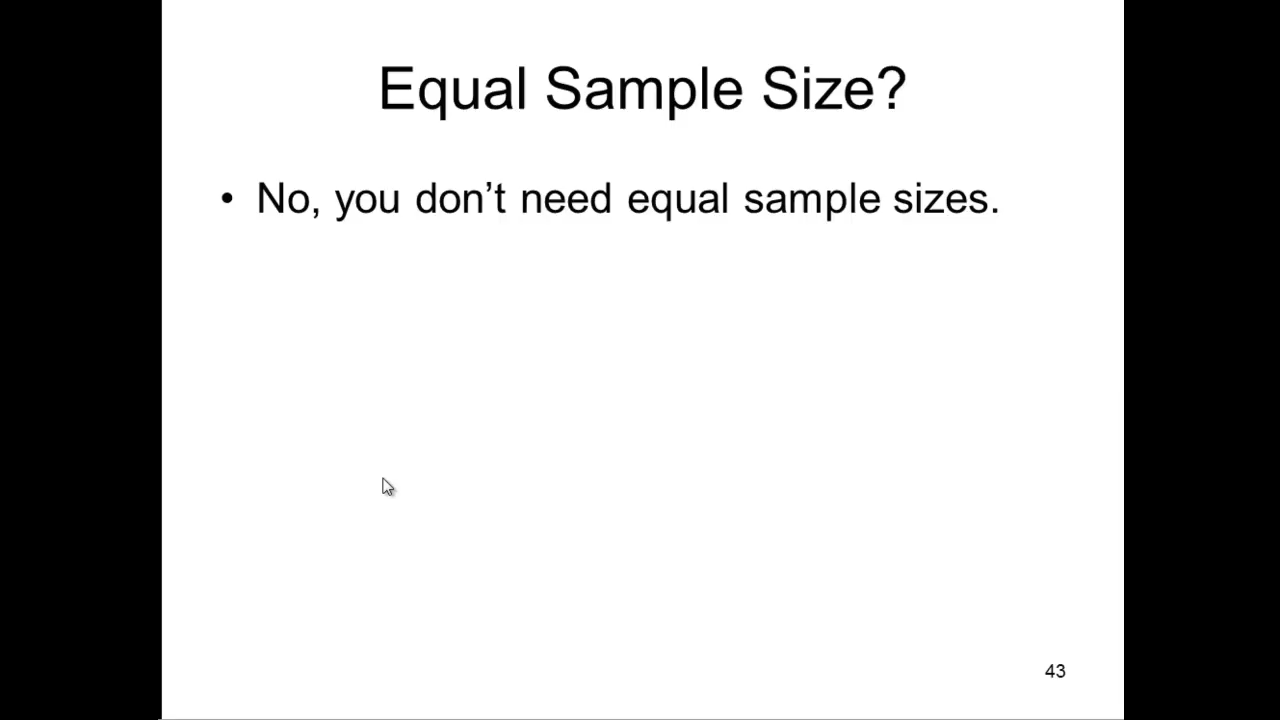 Equal Sample Size?
• No, you don’t need equal sample sizes.
43